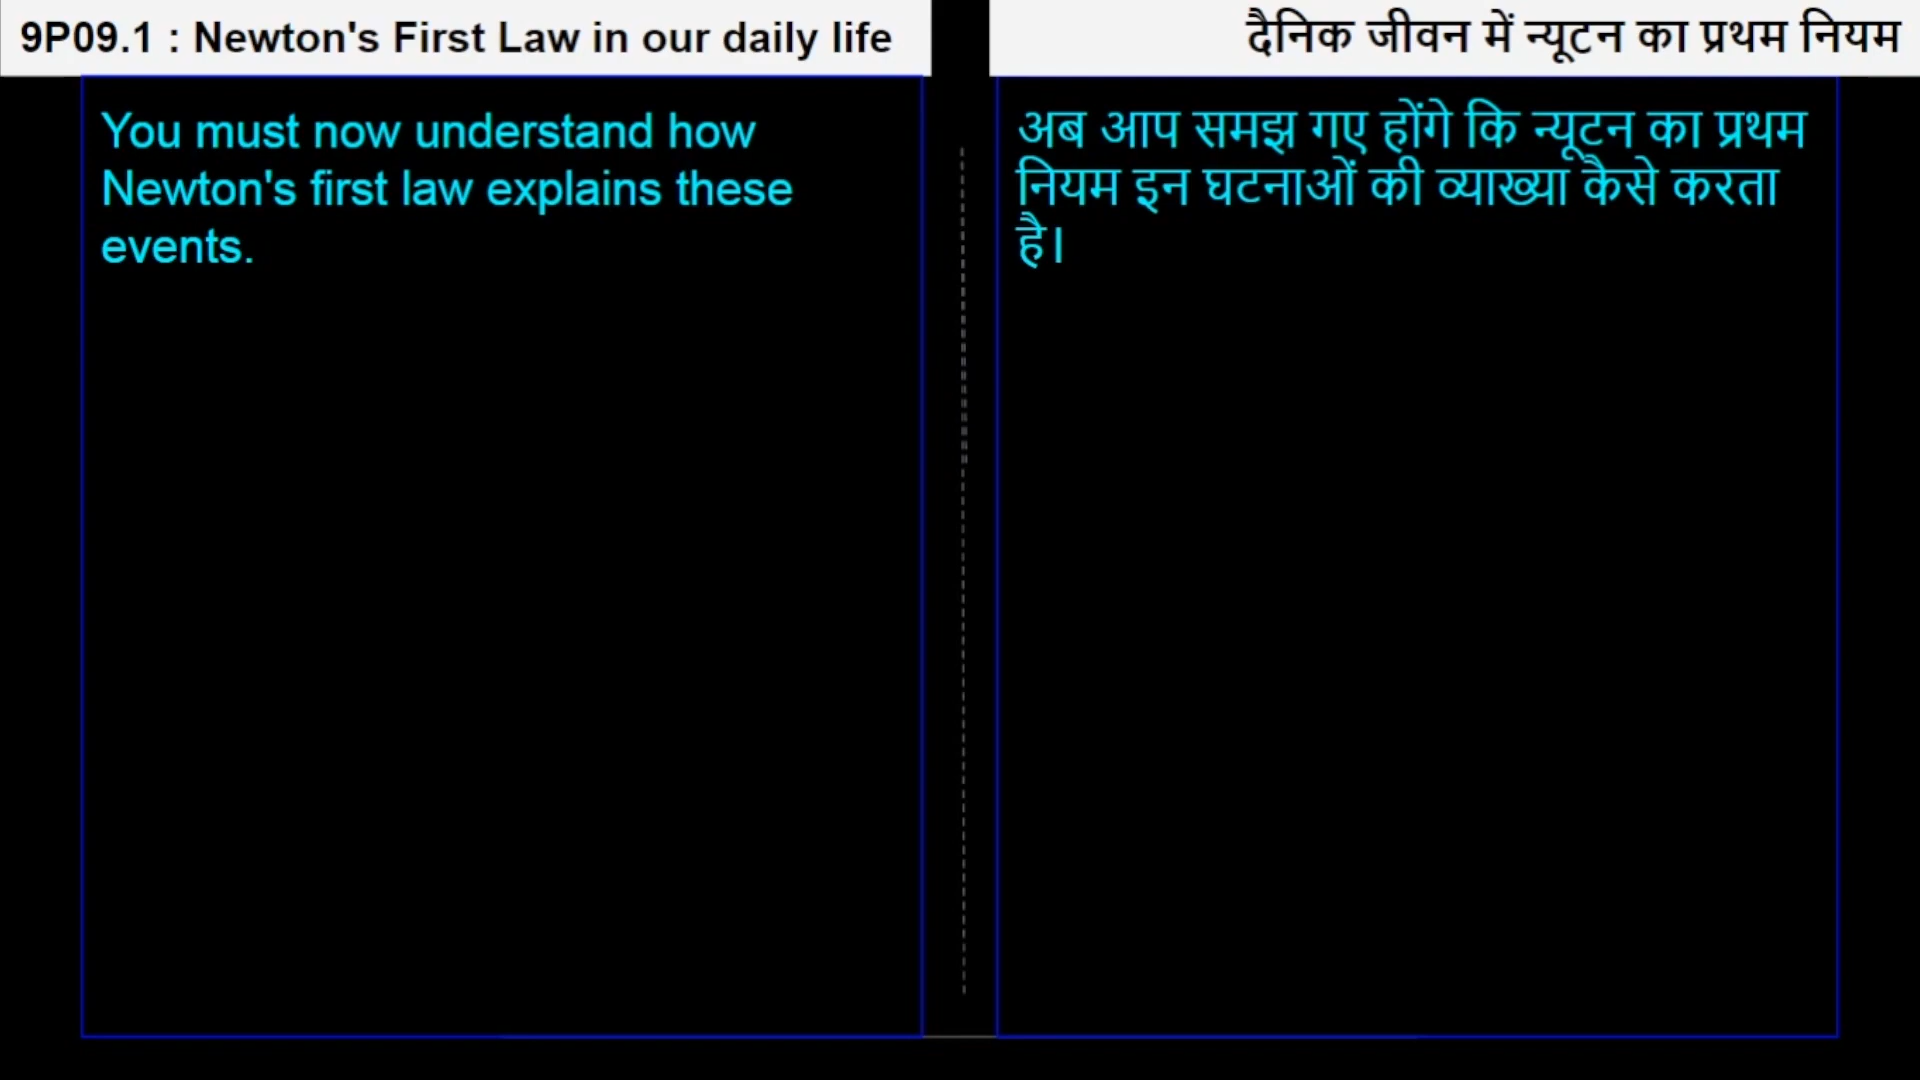 9P09.1 : Newton's First Law in our daily life
दैनिक जीवन में न्यूटन का प्रथम नियम
You must now understand how
Newton's first law explains these
events.
अब आप समझ गए होंगे कि न्यूटन का प्रथम
नियम इन घटनाओं की व्याख्या कैसे करता
है।